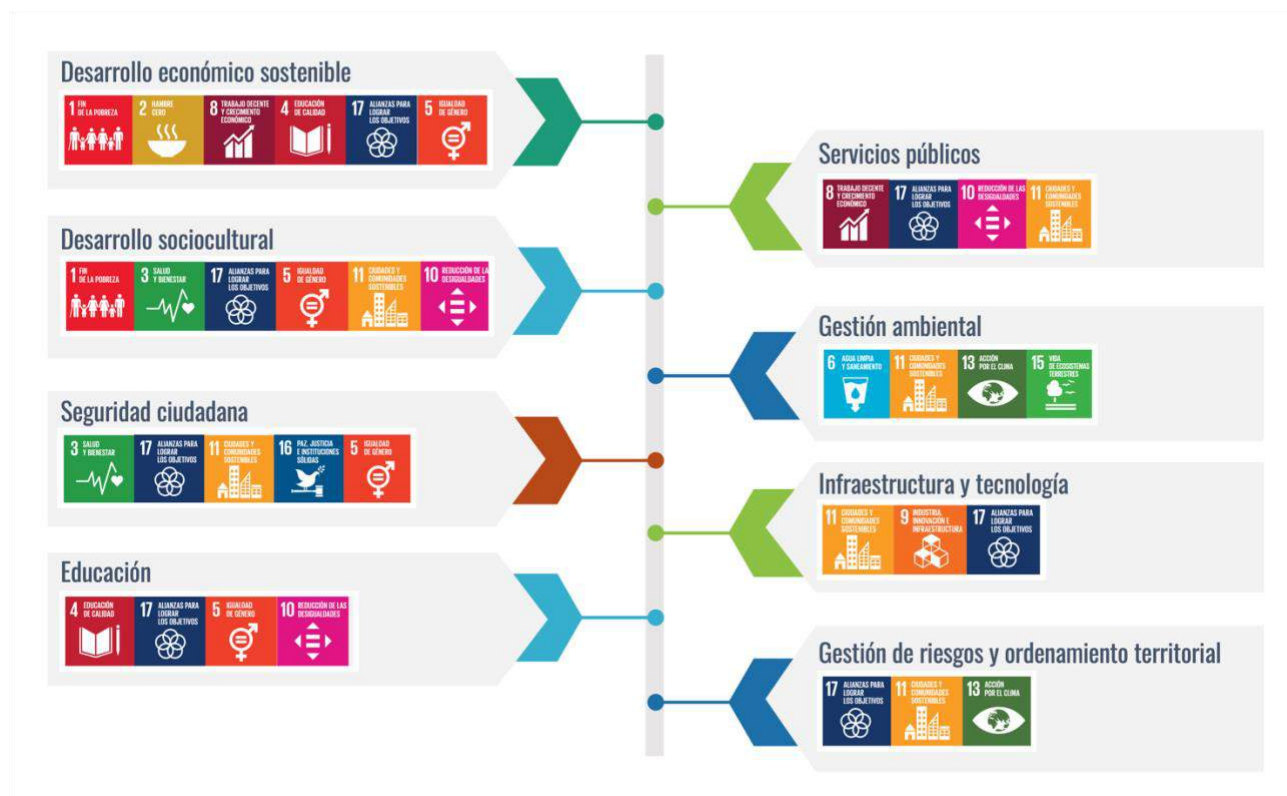 Desarrollo económico sostenible
1 FIN
DE LA POBREZA
2 HAMBRE
CERO
8 TRABAJO DECENTE
Y CRECIMIENTO
ECONÓMICO
4 EDUCACIÓN
DE CALIDAD
17 ALIANZAS PARA
LOGRAR
LOS OBJETIVOS
5 IGUALDAD
DE GÉNERO
Servicios públicos
8 TRABAJO DECENTE
Y CRECIMIENTO
ECONÓMICO
17 ALIANZAS PARA
LOGRAR
LOS OBJETIVOS
10 REDUCCIÓN DE LAS
DESIGUALDADES
11 CIUDADES Y
COMUNIDADES
SOSTENIBLES
Desarrollo sociocultural
1 FIN
DE LA POBREZA
3 SALUD
Y BIENESTAR
17 ALIANZAS PARA
LOGRAR
LOS OBJETIVOS
5 IGUALDAD
DE GÉNERO
11 CIUDADES Y
COMUNIDADES
SOSTENIBLES
10 REDUCCIÓN DE LA
DESIGUALDADES
Gestión ambiental
6 AGUA LIMPIA
Y SANEAMIENTO
11 CIUDADES Y
COMUNIDADES
SOSTENIBLES
13 ACCIÓN
POR EL CLIMA
15 VIDA
DE ECOSISTEMAS
TERRESTRES
Seguridad ciudadana
3 SALUD
Y BIENESTAR
17 ALIANZAS PARA
LOGRAR
LOS OBJETIVOS
11 CIUDADES Y
COMUNIDADES
SOSTENIBLES
16 PAZ, JUSTICIA
E INSTITUCIONES
SÓLIDAS
5 IGUALDAD
DE GÉNERO
Infraestructura y tecnología
11 CIUDADES Y
COMUNIDADES
SOSTENIBLES
9 INDUSTRIA,
INNOVACIÓN E
INFRAESTRUCTURA
17 ALIANZAS PARA
LOGRAR
LOS OBJETIVOS
Educación
4 EDUCACIÓN
DE CALIDAD
17 ALIANZAS PARA
LOGRAR
LOS OBJETIVOS
5 IGUALDAD
DE GÉNERO
10 REDUCCIÓN DE LAS
DESIGUALDADES
Gestión de riesgos y ordenamiento territorial
17 ALIANZAS PARA
LOGRAR
LOS OBJETIVOS
11 CIUDADES Y
COMUNIDADES
SOSTENIBLES
13 ACCIÓN
POR EL CLIMA